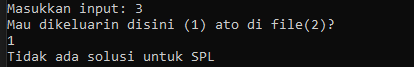 Masukkan input: 3
Mau dikeluarin disini (1) ato di file(2)?
1
Tidak ada solusi untuk SPL